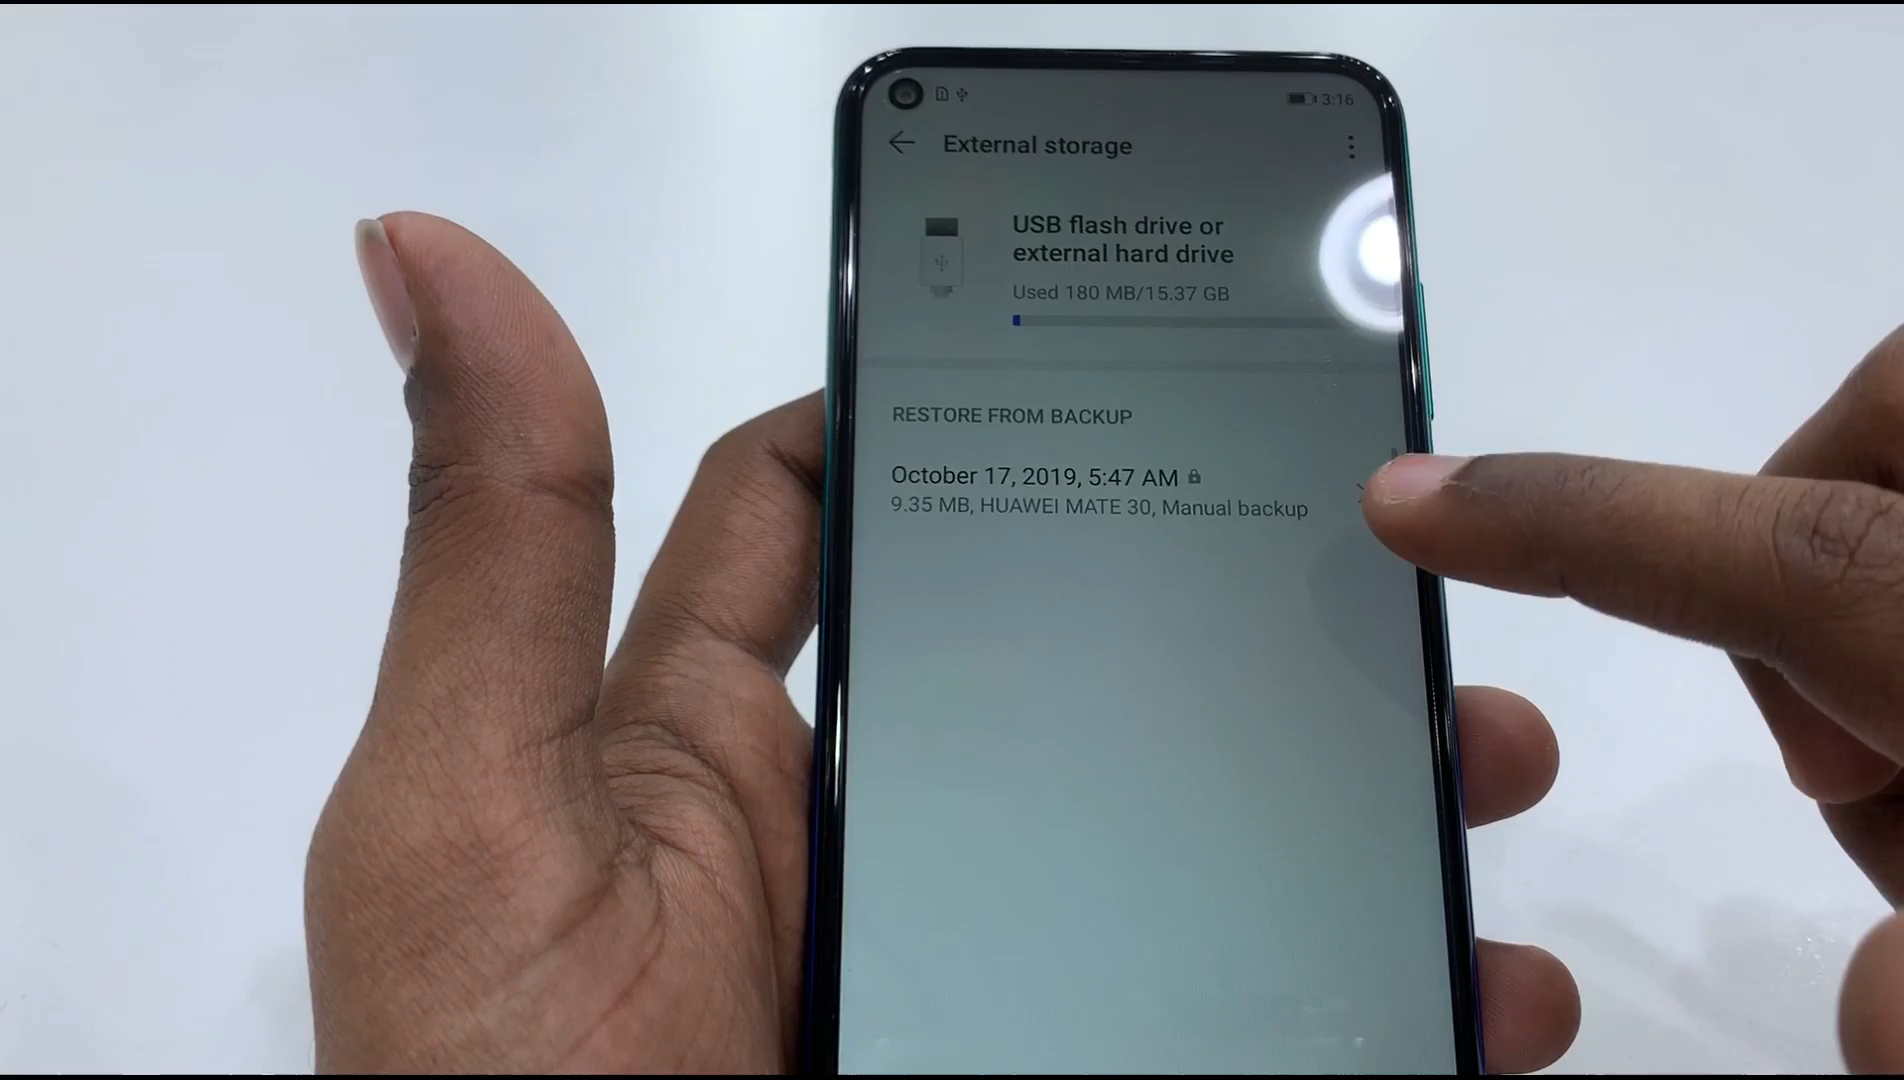 3:16
External storage
USB flash drive or
external hard drive
Used 180 MB/15.37 GB
RESTORE FROM BACKUP
October 17, 2019, 5:47 AM
9.35 MB, HUAWEI MATE 30, Manual backup